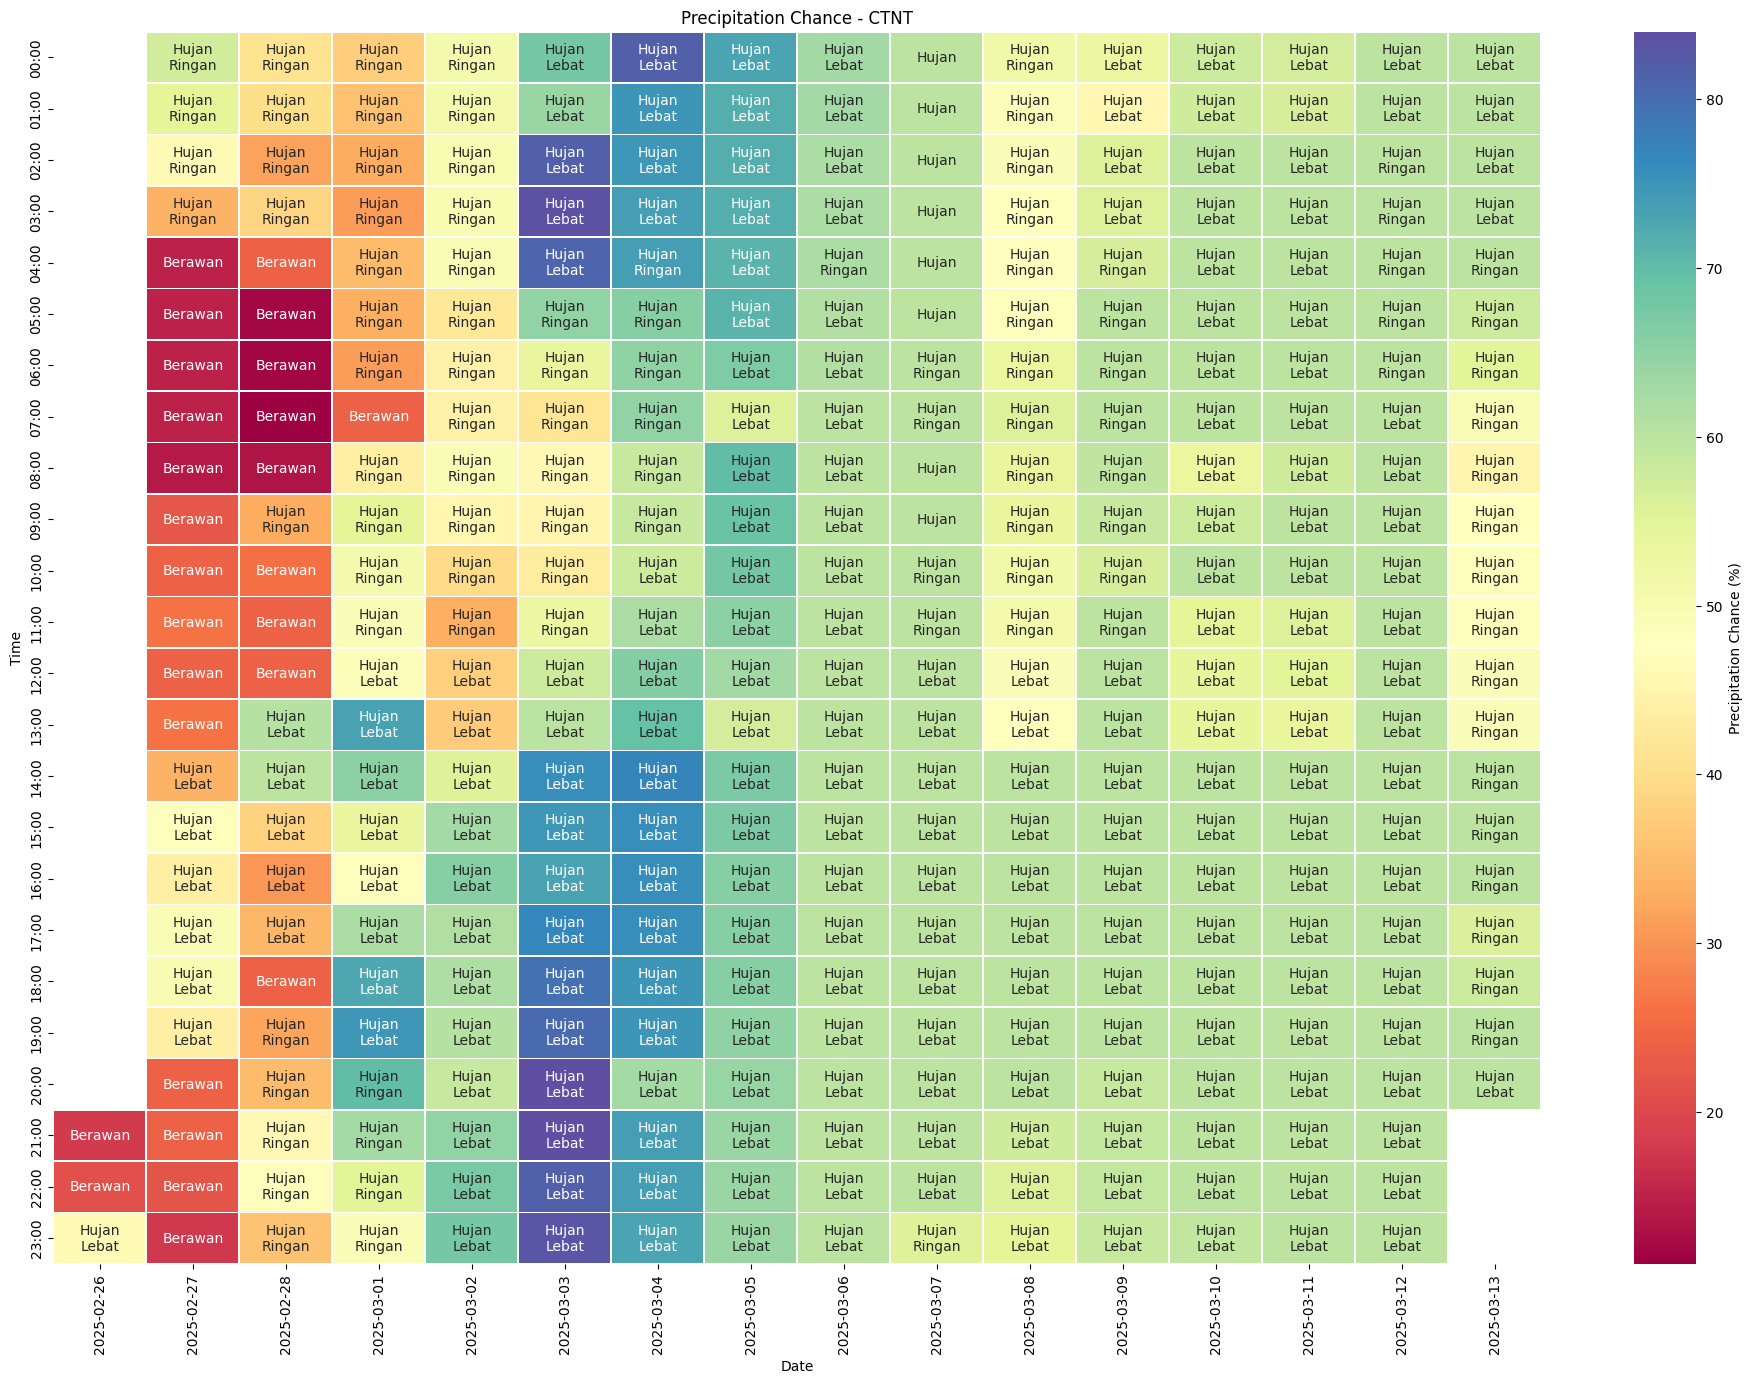 Precipitation Chance - CTNT
00:00 Hujan Ringan Hujan Ringan Hujan Ringan Hujan Ringan Hujan Lebat Hujan Lebat Hujan Lebat Hujan Lebat Hujan Hujan Ringan Hujan Lebat Hujan Lebat Hujan Lebat Hujan Lebat Hujan Lebat
01:00 Hujan Ringan Hujan Ringan Hujan Ringan Hujan Ringan Hujan Lebat Hujan Lebat Hujan Lebat Hujan Lebat Hujan Hujan Ringan Hujan Lebat Hujan Lebat Hujan Lebat Hujan Lebat Hujan Lebat
02:00 Hujan Ringan Hujan Ringan Hujan Ringan Hujan Ringan Hujan Lebat Hujan Lebat Hujan Lebat Hujan Lebat Hujan Hujan Ringan Hujan Lebat Hujan Lebat Hujan Lebat Hujan Ringan Hujan Lebat
03:00 Hujan Ringan Hujan Ringan Hujan Ringan Hujan Ringan Hujan Lebat Hujan Lebat Hujan Lebat Hujan Lebat Hujan Hujan Ringan Hujan Lebat Hujan Lebat Hujan Lebat Hujan Ringan Hujan Lebat
04:00 Berawan Berawan Hujan Ringan Hujan Ringan Hujan Lebat Hujan Ringan Hujan Lebat Hujan Ringan Hujan Hujan Ringan Hujan Ringan Hujan Lebat Hujan Lebat Hujan Ringan Hujan Ringan
05:00 Berawan Berawan Hujan Ringan Hujan Ringan Hujan Ringan Hujan Ringan Hujan Lebat Hujan Lebat Hujan Hujan Ringan Hujan Ringan Hujan Lebat Hujan Lebat Hujan Ringan Hujan Ringan
06:00 Berawan Berawan Hujan Ringan Hujan Ringan Hujan Ringan Hujan Ringan Hujan Lebat Hujan Lebat Hujan Ringan Hujan Ringan Hujan Ringan Hujan Lebat Hujan Lebat Hujan Ringan Hujan Ringan
07:00 Berawan Berawan Berawan Hujan Ringan Hujan Ringan Hujan Ringan Hujan Lebat Hujan Lebat Hujan Ringan Hujan Ringan Hujan Ringan Hujan Lebat Hujan Lebat Hujan Lebat Hujan Ringan
08:00 Berawan Berawan Hujan Ringan Hujan Ringan Hujan Ringan Hujan Ringan Hujan Lebat Hujan Lebat Hujan Hujan Ringan Hujan Ringan Hujan Lebat Hujan Lebat Hujan Lebat Hujan Ringan
09:00 Berawan Hujan Ringan Hujan Ringan Hujan Ringan Hujan Ringan Hujan Ringan Hujan Lebat Hujan Lebat Hujan Hujan Ringan Hujan Ringan Hujan Lebat Hujan Lebat Hujan Lebat Hujan Ringan
10:00 Berawan Berawan Hujan Ringan Hujan Ringan Hujan Ringan Hujan Lebat Hujan Lebat Hujan Lebat Hujan Ringan Hujan Ringan Hujan Ringan Hujan Lebat Hujan Lebat Hujan Lebat Hujan Ringan
11:00 Berawan Berawan Hujan Ringan Hujan Ringan Hujan Ringan Hujan Lebat Hujan Lebat Hujan Lebat Hujan Ringan Hujan Ringan Hujan Ringan Hujan Lebat Hujan Lebat Hujan Lebat Hujan Ringan
12:00 Berawan Berawan Hujan Lebat Hujan Lebat Hujan Lebat Hujan Lebat Hujan Lebat Hujan Lebat Hujan Lebat Hujan Lebat Hujan Lebat Hujan Lebat Hujan Lebat Hujan Lebat Hujan Ringan
13:00 Berawan Hujan Lebat Hujan Lebat Hujan Lebat Hujan Lebat Hujan Lebat Hujan Lebat Hujan Lebat Hujan Lebat Hujan Lebat Hujan Lebat Hujan Lebat Hujan Lebat Hujan Lebat Hujan Ringan
14:00 Hujan Lebat Hujan Lebat Hujan Lebat Hujan Lebat Hujan Lebat Hujan Lebat Hujan Lebat Hujan Lebat Hujan Lebat Hujan Lebat Hujan Lebat Hujan Lebat Hujan Lebat Hujan Lebat Hujan Ringan
15:00 Hujan Lebat Hujan Lebat Hujan Lebat Hujan Lebat Hujan Lebat Hujan Lebat Hujan Lebat Hujan Lebat Hujan Lebat Hujan Lebat Hujan Lebat Hujan Lebat Hujan Lebat Hujan Lebat Hujan Ringan
16:00 Hujan Lebat Hujan Lebat Hujan Lebat Hujan Lebat Hujan Lebat Hujan Lebat Hujan Lebat Hujan Lebat Hujan Lebat Hujan Lebat Hujan Lebat Hujan Lebat Hujan Lebat Hujan Lebat Hujan Ringan
17:00 Hujan Lebat Hujan Lebat Hujan Lebat Hujan Lebat Hujan Lebat Hujan Lebat Hujan Lebat Hujan Lebat Hujan Lebat Hujan Lebat Hujan Lebat Hujan Lebat Hujan Lebat Hujan Lebat Hujan Ringan
18:00 Hujan Lebat Berawan Hujan Lebat Hujan Lebat Hujan Lebat Hujan Lebat Hujan Lebat Hujan Lebat Hujan Lebat Hujan Lebat Hujan Lebat Hujan Lebat Hujan Lebat Hujan Lebat Hujan Ringan
19:00 Hujan Lebat Hujan Ringan Hujan Lebat Hujan Lebat Hujan Lebat Hujan Lebat Hujan Lebat Hujan Lebat Hujan Lebat Hujan Lebat Hujan Lebat Hujan Lebat Hujan Lebat Hujan Lebat Hujan Ringan
20:00 Berawan Hujan Ringan Hujan Ringan Hujan Lebat Hujan Lebat Hujan Lebat Hujan Lebat Hujan Lebat Hujan Lebat Hujan Lebat Hujan Lebat Hujan Lebat Hujan Lebat Hujan Lebat Hujan Lebat
21:00 Berawan Berawan Hujan Ringan Hujan Ringan Hujan Lebat Hujan Lebat Hujan Lebat Hujan Lebat Hujan Lebat Hujan Lebat Hujan Lebat Hujan Lebat Hujan Lebat Hujan Lebat Hujan Lebat
22:00 Berawan Berawan Hujan Ringan Hujan Ringan Hujan Lebat Hujan Lebat Hujan Lebat Hujan Lebat Hujan Lebat Hujan Lebat Hujan Lebat Hujan Lebat Hujan Lebat Hujan Lebat Hujan Lebat
23:00 Hujan Lebat Berawan Hujan Ringan Hujan Ringan Hujan Lebat Hujan Lebat Hujan Lebat Hujan Lebat Hujan Lebat Hujan Ringan Hujan Lebat Hujan Lebat Hujan Lebat Hujan Lebat Hujan Lebat
2025-02-26 2025-02-27 2025-02-28 2025-03-01 2025-03-02 2025-03-03 2025-03-04 2025-03-05 2025-03-06 2025-03-07 2025-03-08 2025-03-09 2025-03-10 2025-03-11 2025-03-12 2025-03-13
Date
Time
80
70
60
50
40
30
20
Precipitation Chance (%)